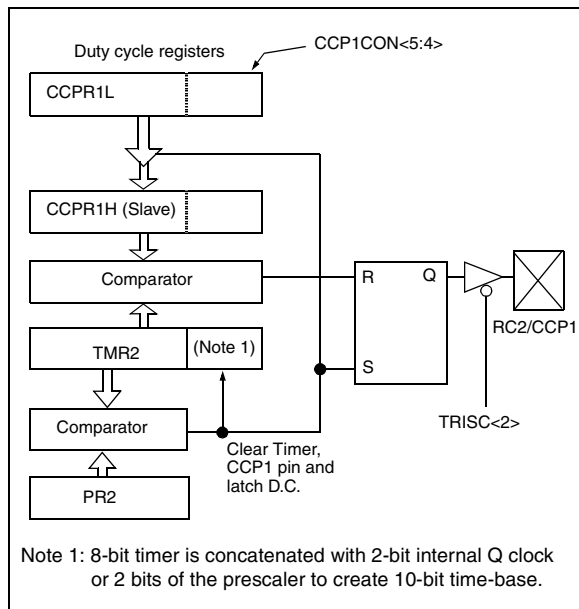 Duty cycle registers
CCP1CON<5:4>
CCPR1L
CCPR1H (Slave)
Comparator
R
Q
RC2/CCP1
TMR2
(Note 1)
S
TRISC<2>
Comparator
Clear Timer,
CCP1 pin and
latch D.C.
PR2
Note 1: 8-bit timer is concatenated with 2-bit internal Q clock
or 2 bits of the prescaler to create 10-bit time-base.